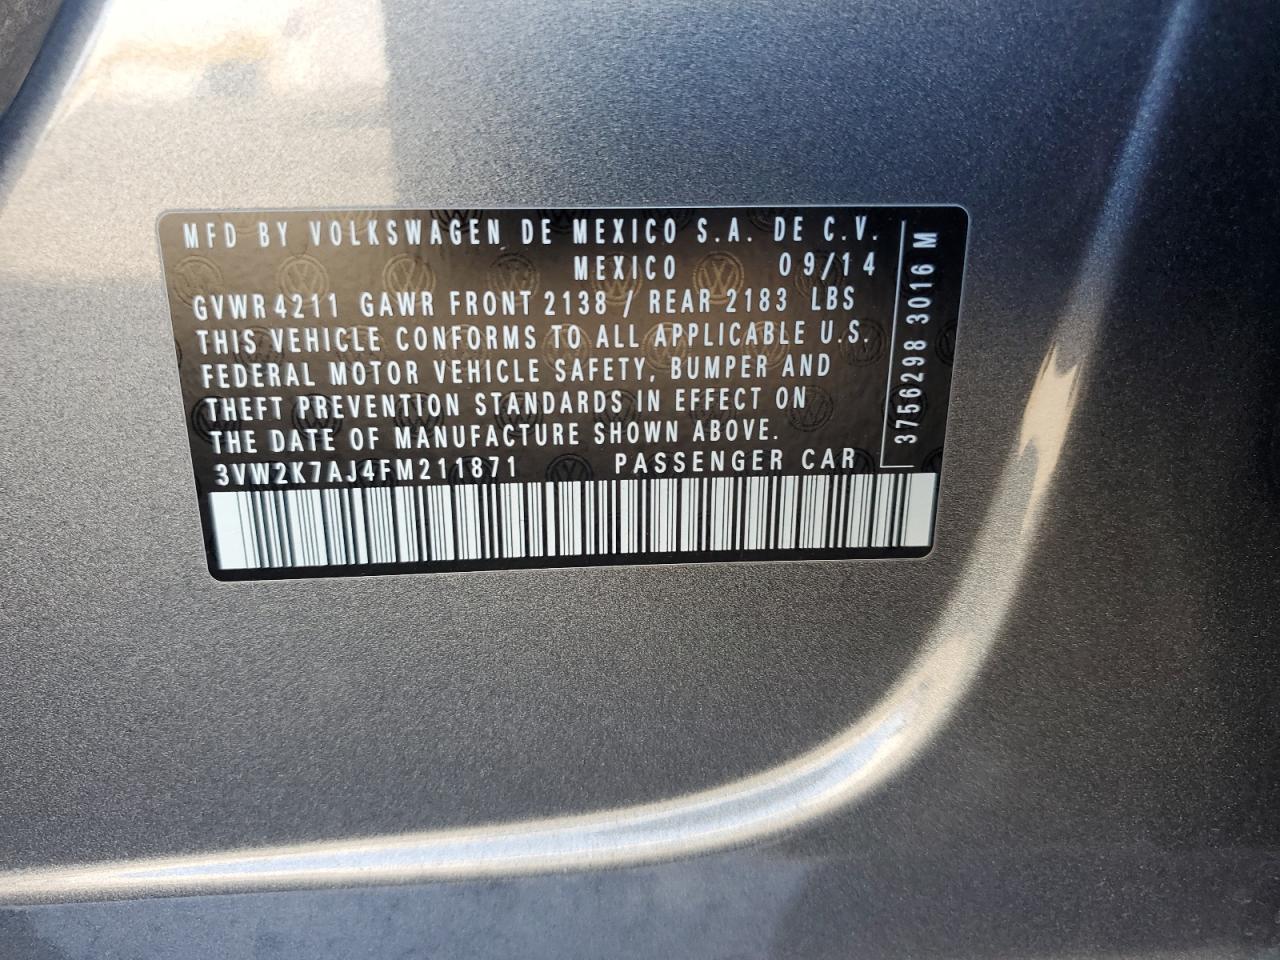 MFD BY VOLKSWAGEN DE MEXICO S.A. DE C.V.
MEXICO 09/14
GVWR 4211 GAWR FRONT 2138 / REAR 2183 LBS
THIS VEHICLE CONFORMS TO ALL APPLICABLE U.S.
FEDERAL MOTOR VEHICLE SAFETY, BUMPER AND
THEFT PREVENTION STANDARDS IN EFFECT ON
THE DATE OF MANUFACTURE SHOWN ABOVE.
3VW2K7AJ4FM211871 PASSENGER CAR
3756298 3016 M